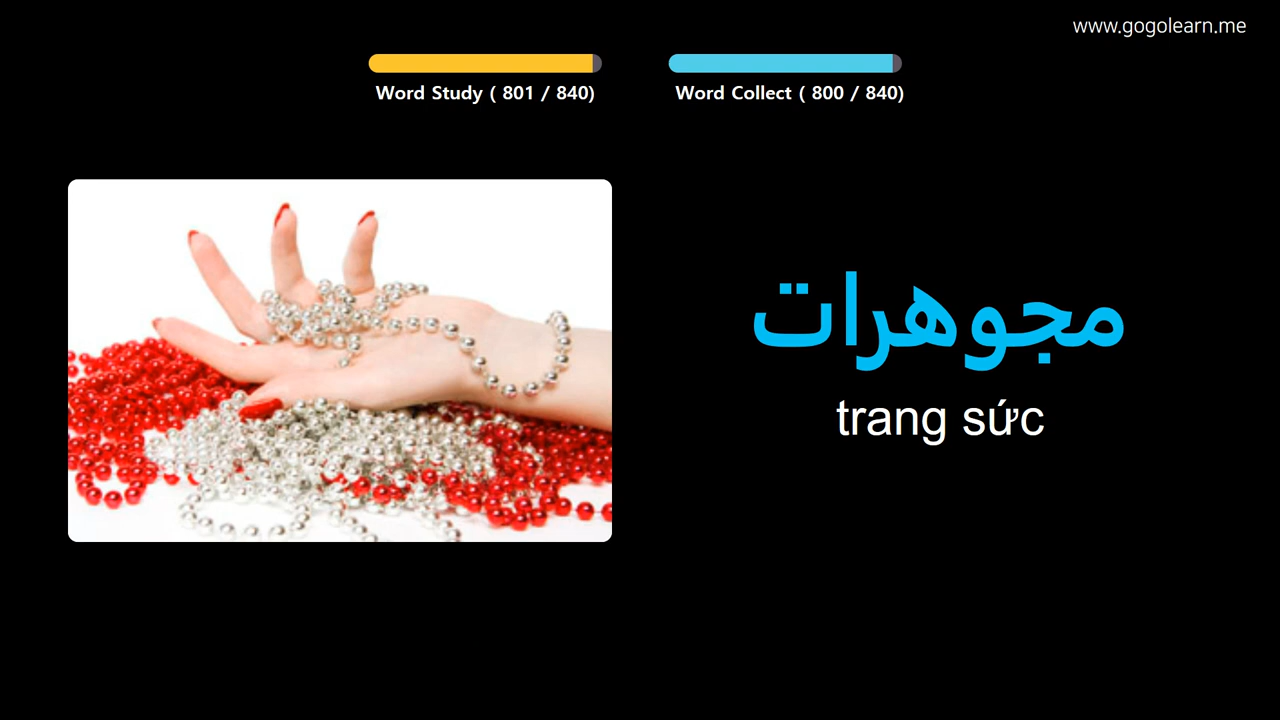 www.gogolearn.me
Word Study ( 801 / 840)
Word Collect ( 800 / 840)
مجوهرات
trang sức